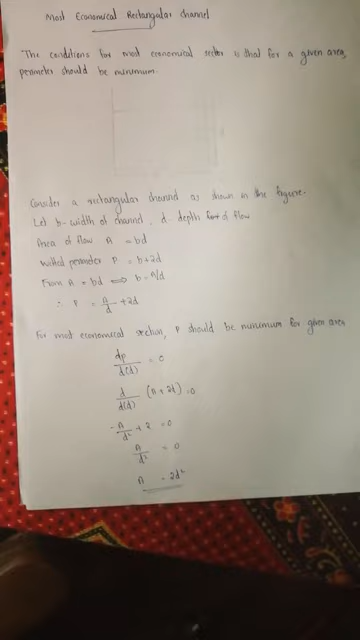 Most Economical Rectangular channel
The conditions for most economical section is that for a given area,
perimeter should be minimum.
Consider a rectangular channel as shown in the figure.
Let b- width of channel, d- depth of flow
Area of flow A = bd
Wetted perimeter P = b+2d
From A = bd ⟺ b = A/d
∴ P = A/d + 2d
For most economical section, P should be minimum for given area
dp/d(d) = 0
d/d(d) (A + 2d) = 0
-A/d² + 2 = 0
A/d² = 0
A = 2d²